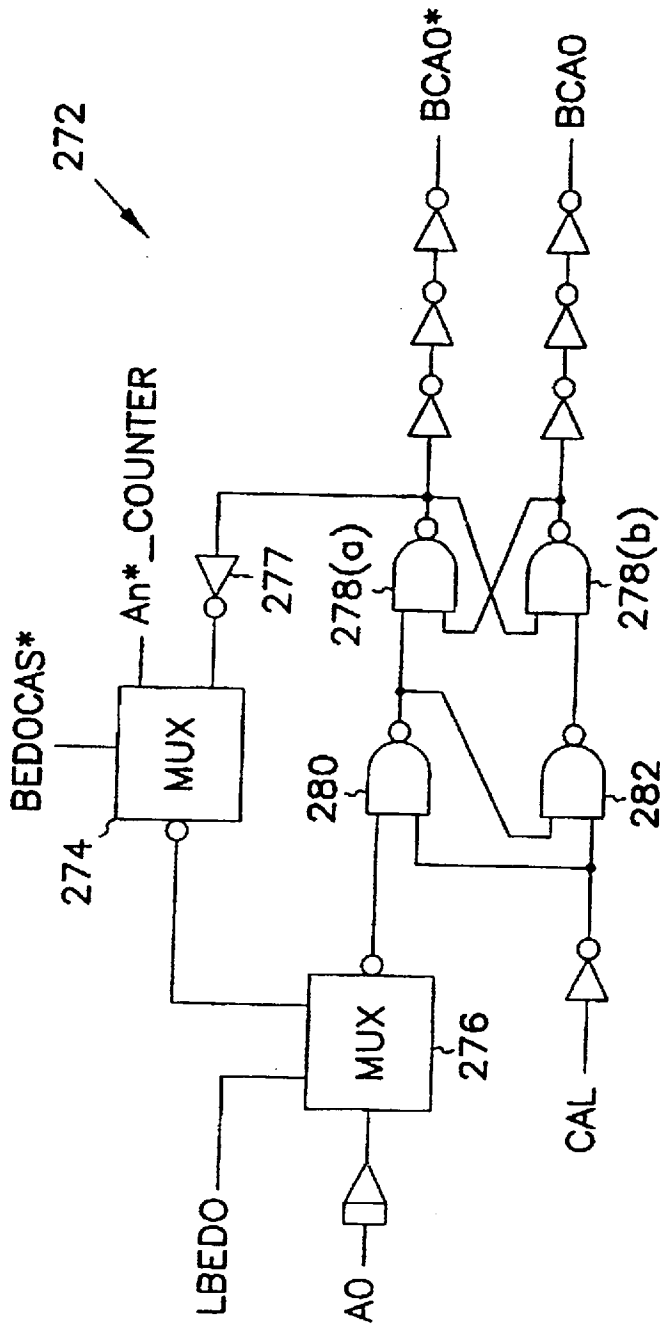 272
BEDOCAS*
An*_COUNTER
274
MUX
277
LBEDO
BCA0*
278(a)
280
A0
MUX
276
BCA0
278(b)
282
CAL